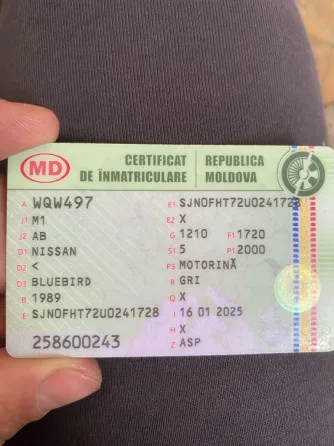 MD
CERTIFICAT DE ÎNMATRICULARE
REPUBLICA MOLDOVA
A WQW497
E1 SJNOFHT72U0241728
J1 M1
E2 X
J2 AB
G 1210 F1 1720
D1 NISSAN
S1 5 P1 2000
D2 <
P3 MOTORINĂ
D3 BLUEBIRD
R GRI
B 1989
Q X
E SJNOFHT72U0241728
I 16 01 2025
H X
258600243
Z ASP